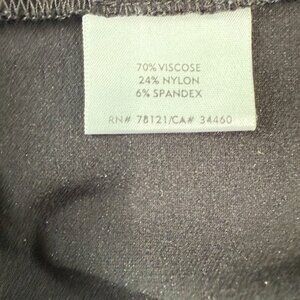 70% VISCOSE
24% NYLON
6% SPANDEX
RN# 78121/CA# 34460